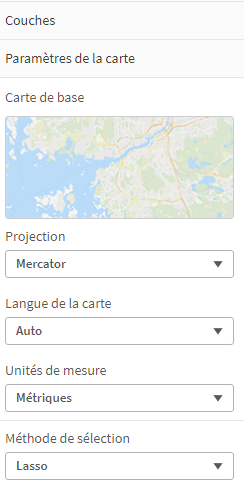 Couches
Paramètres de la carte
Carte de base
Projection
Mercator
Langue de la carte
Auto
Unités de mesure
Métriques
Méthode de sélection
Lasso